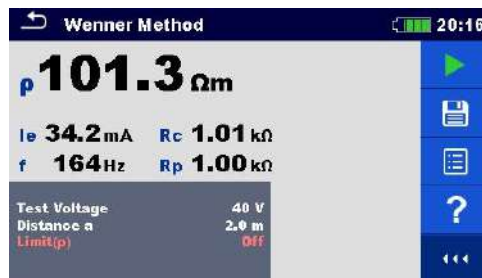 Wenner Method 20:16
ρ 101.3 Ωm
Ie 34.2 mA Rc 1.01 kΩ
f 164 Hz Rp 1.00 kΩ
Test Voltage 40 V
Distance a 2.0 m
Limit(ρ) Off
?